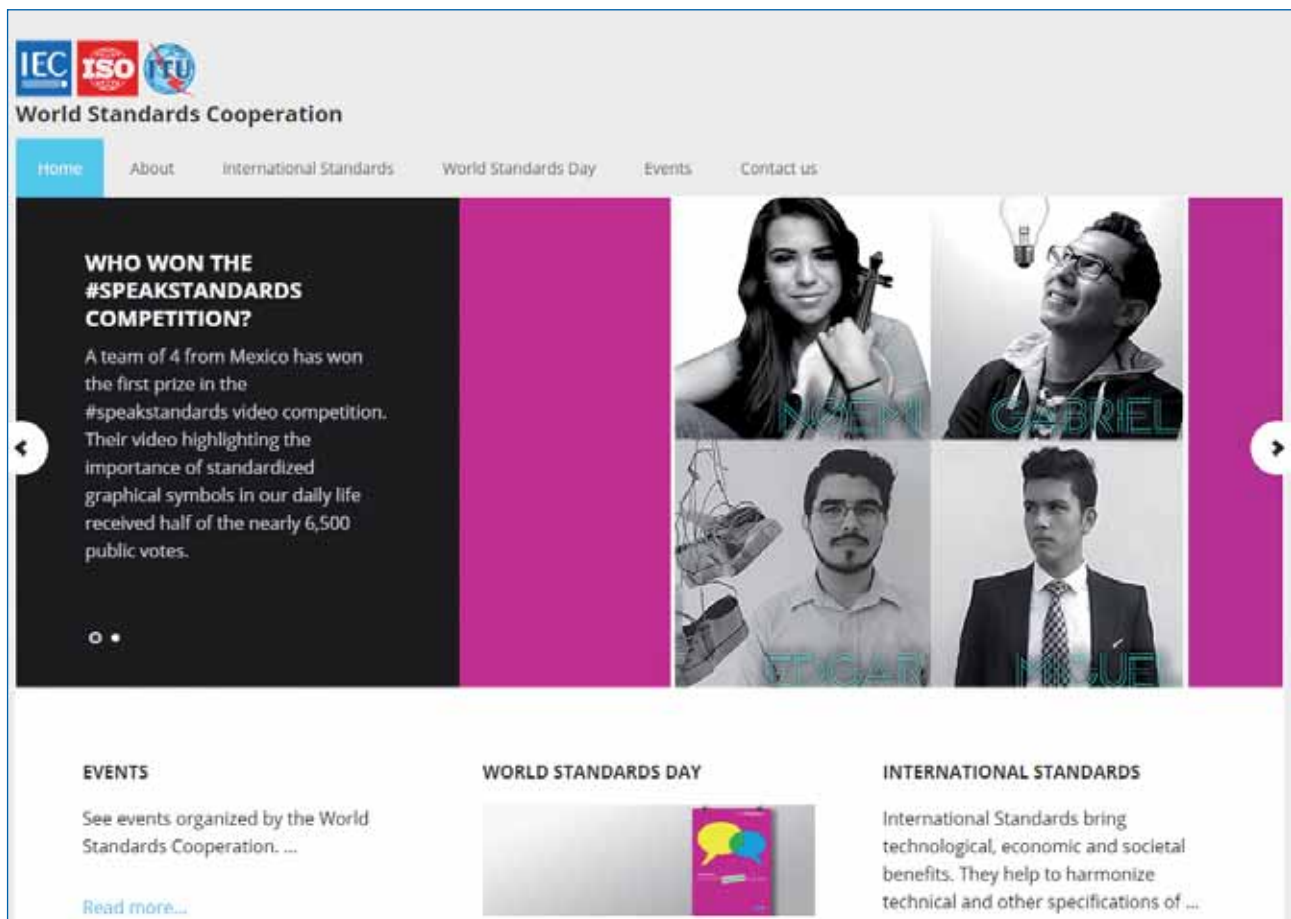 IEC ISO ITU
World Standards Cooperation
Home About International Standards World Standards Day Events Contact us
WHO WON THE
#SPEAKSTANDARDS
COMPETITION?
A team of 4 from Mexico has won
the first prize in the
#speakstandards video competition.
Their video highlighting the
importance of standardized
graphical symbols in our daily life
received half of the nearly 6,500
public votes.
NOEMI GABRIEL
EDGAR MIGUEL
EVENTS
See events organized by the World
Standards Cooperation. ...
Read more...
WORLD STANDARDS DAY
INTERNATIONAL STANDARDS
International Standards bring
technological, economic and societal
benefits. They help to harmonize
technical and other specifications of ...